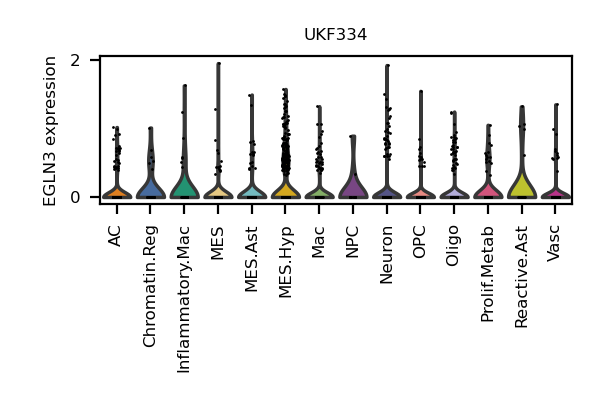 UKF334
EGLN3 expression
2
0
AC
Chromatin.Reg
Inflammatory.Mac
MES
MES.Ast
MES.Hyp
Mac
NPC
Neuron
OPC
Oligo
Prolif.Metab
Reactive.Ast
Vasc